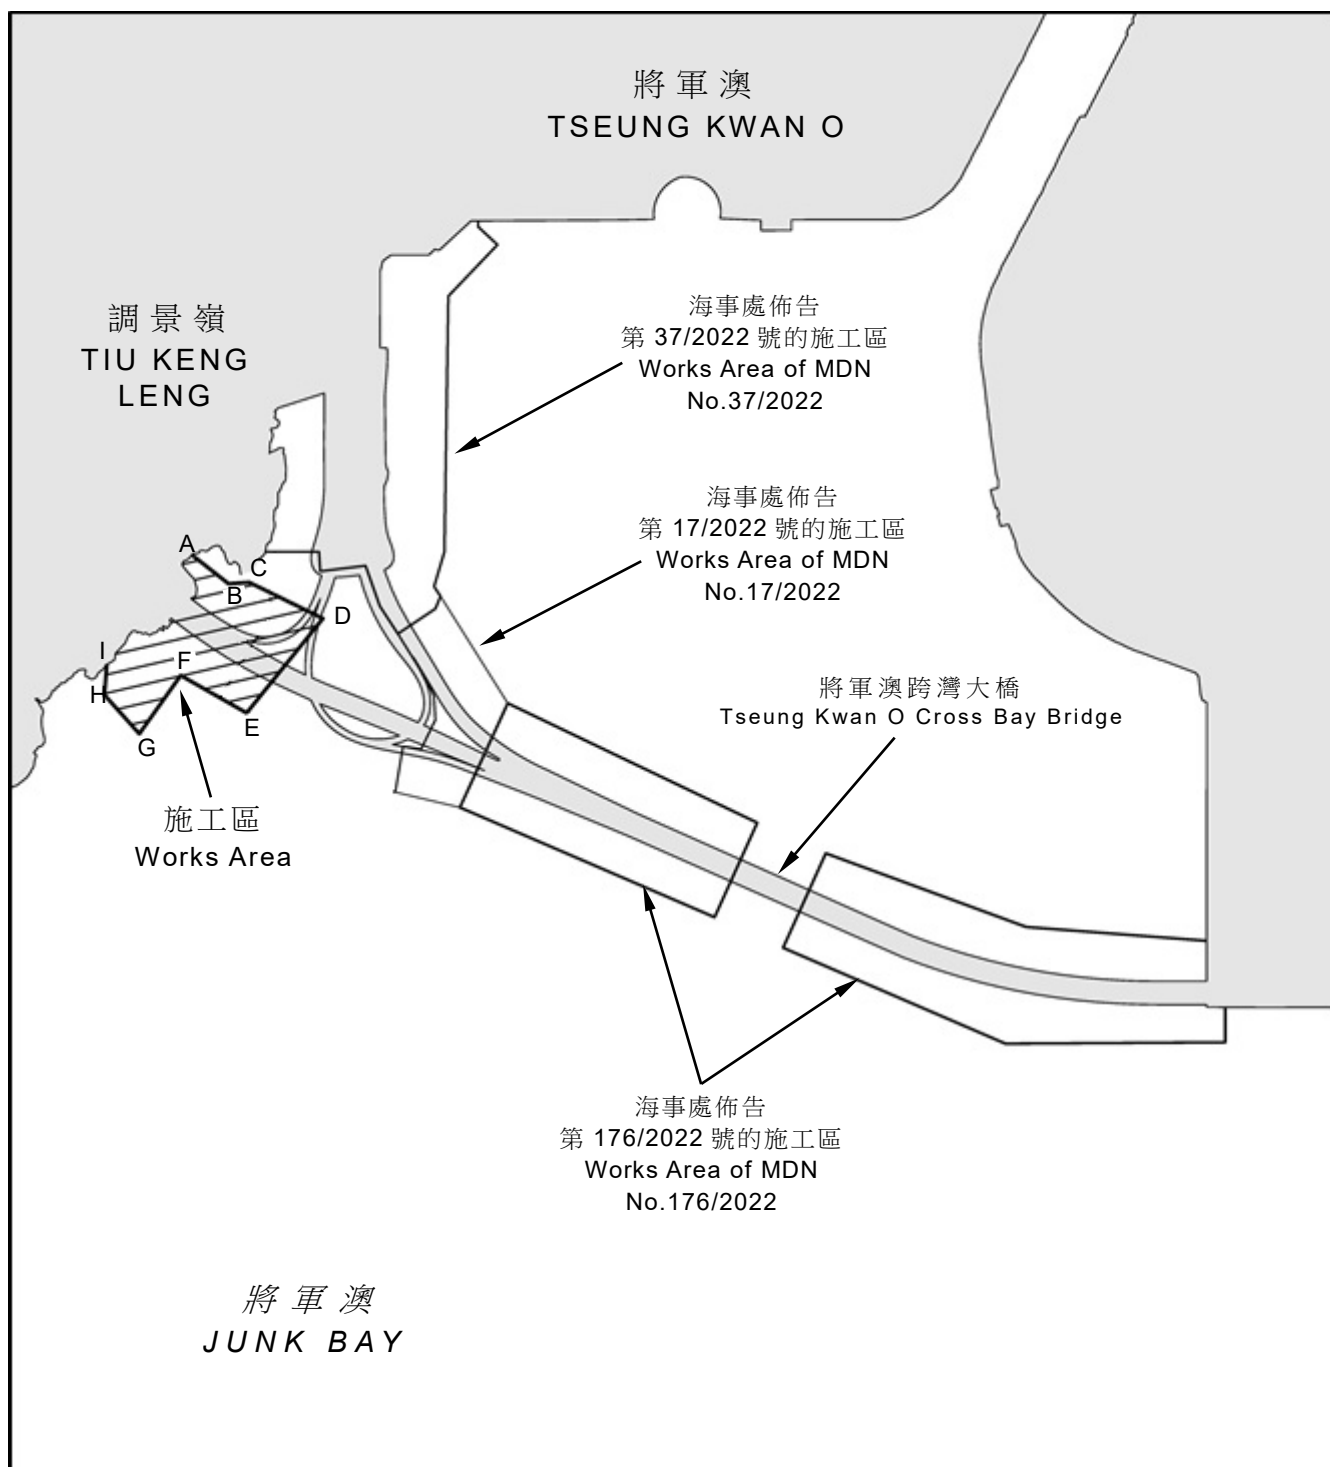 將軍澳
TSEUNG KWAN O
調景嶺
TIU KENG
LENG
海事處佈告
第 37/2022 號的施工區
Works Area of MDN
No.37/2022
海事處佈告
第 17/2022 號的施工區
Works Area of MDN
No.17/2022
A
B
C
D
I
F
H
E
G
將軍澳跨灣大橋
Tseung Kwan O Cross Bay Bridge
施工區
Works Area
海事處佈告
第 176/2022 號的施工區
Works Area of MDN
No.176/2022
將軍澳
JUNK BAY